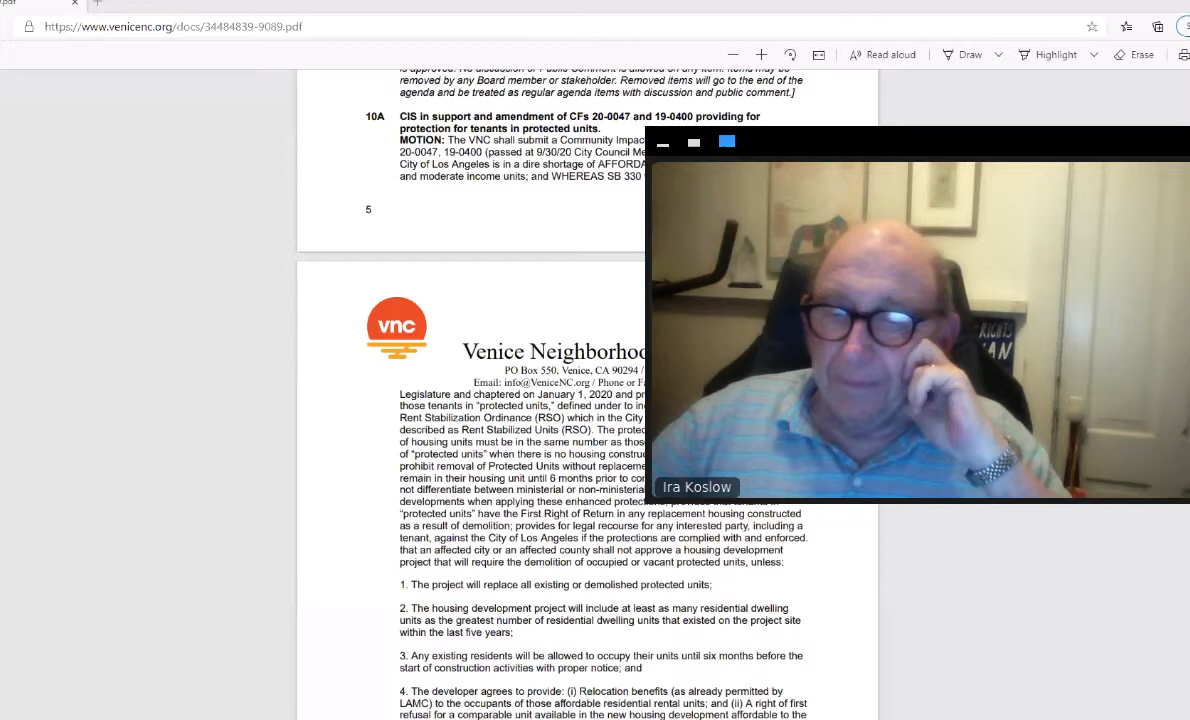 .pdf
https://www.venicenc.org/docs/34484839-9089.pdf
Read aloud
Draw
Highlight
Erase
is approved. No discussion or Public Comment is allowed on any item. Items may be
removed by any Board member or stakeholder. Removed items will go to the end of the
agenda and be treated as regular agenda items with discussion and public comment.]
10A CIS in support and amendment of CFs 20-0047 and 19-0400 providing for
protection for tenants in protected units.
MOTION: The VNC shall submit a Community Impac
20-0047, 19-0400 (passed at 9/30/20 City Council Me
City of Los Angeles is in a dire shortage of AFFORDA
and moderate income units; and WHEREAS SB 330
5
vnc
Venice Neighborhoo
PO Box 550, Venice, CA 90294 /
Email: info@VeniceNC.org / Phone or Fa
Legislature and chaptered on January 1, 2020 and pr
those tenants in “protected units,” defined under to in
Rent Stabilization Ordinance (RSO) which in the City
described as Rent Stabilized Units (RSO). The protec
of housing units must be in the same number as those
of “protected units” when there is no housing construc
prohibit removal of Protected Units without replaceme
remain in their housing unit until 6 months prior to con
not differentiate between ministerial or non-ministerial
developments when applying these enhanced protec
“protected units” have the First Right of Return in any replacement housing constructed
as a result of demolition; provides for legal recourse for any interested party, including a
tenant, against the City of Los Angeles if the protections are complied with and enforced.
that an affected city or an affected county shall not approve a housing development
project that will require the demolition of occupied or vacant protected units, unless:
1. The project will replace all existing or demolished protected units;
2. The housing development project will include at least as many residential dwelling
units as the greatest number of residential dwelling units that existed on the project site
within the last five years;
3. Any existing residents will be allowed to occupy their units until six months before the
start of construction activities with proper notice; and
4. The developer agrees to provide: (i) Relocation benefits (as already permitted by
LAMC) to the occupants of those affordable residential rental units; and (ii) A right of first
refusal for a comparable unit available in the new housing development affordable to the
RIGHTS
AN
Ira Koslow